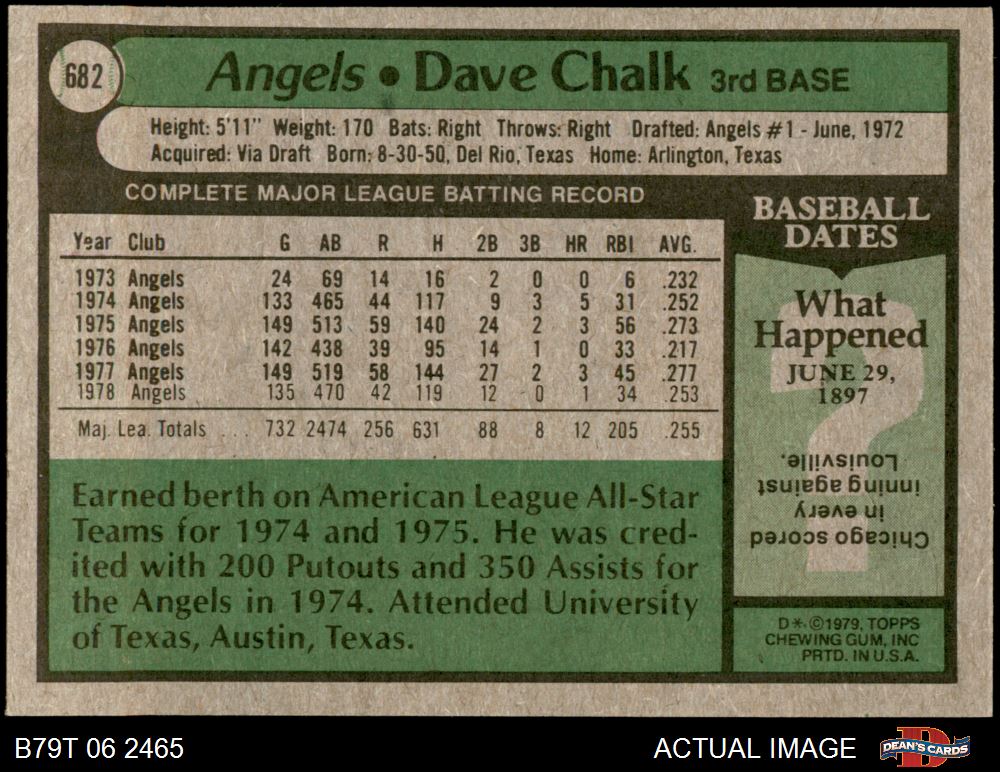 682
Angels • Dave Chalk 3rd BASE
Height: 5'11" Weight: 170 Bats: Right Throws: Right Drafted: Angels #1 - June, 1972
Acquired: Via Draft Born: 8-30-50, Del Rio, Texas Home: Arlington, Texas
COMPLETE MAJOR LEAGUE BATTING RECORD
Year Club G AB R H 2B 3B HR RBI AVG.
1973 Angels 24 69 14 16 2 0 0 6 .232
1974 Angels 133 465 44 117 9 3 5 31 .252
1975 Angels 149 513 59 140 24 2 3 56 .273
1976 Angels 142 438 39 95 14 1 0 33 .217
1977 Angels 149 519 58 144 27 2 3 45 .277
1978 Angels 135 470 42 119 12 0 1 34 .253
Maj. Lea. Totals ... 732 2474 256 631 88 8 12 205 .255
Earned berth on American League All-Star
Teams for 1974 and 1975. He was cred-
ited with 200 Putouts and 350 Assists for
the Angels in 1974. Attended University
of Texas, Austin, Texas.
BASEBALL
DATES
What
Happened
JUNE 29,
1897
?
Chicago scored
in every
inning against
Louisville.
D*©1979, TOPPS
CHEWING GUM, INC
PRTD. IN U.S.A.
B79T 06 2465
ACTUAL IMAGE
D
DEAN'S CARDS